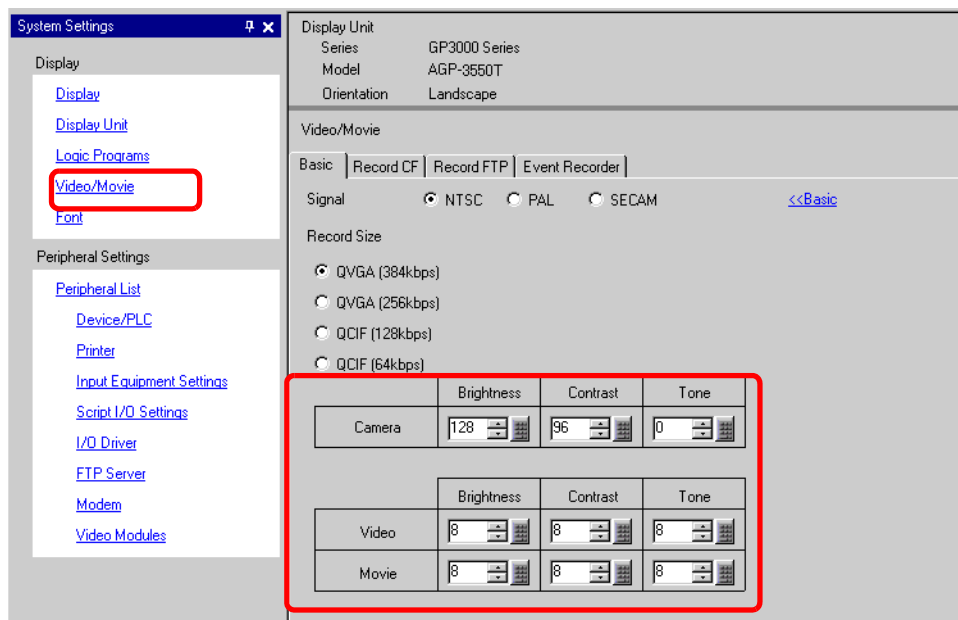 System Settings
Display
Display
Display Unit
Logic Programs
Video/Movie
Font
Peripheral Settings
Peripheral List
Device/PLC
Printer
Input Equipment Settings
Script I/O Settings
I/O Driver
FTP Server
Modem
Video Modules
Display Unit
Series GP3000 Series
Model AGP-3550T
Orientation Landscape
Video/Movie
Basic Record CF Record FTP Event Recorder
Signal NTSC PAL SECAM <<Basic
Record Size
QVGA (384kbps)
QVGA (256kbps)
QCIF (128kbps)
QCIF (64kbps)
Brightness Contrast Tone
Camera 128 96 0
Brightness Contrast Tone
Video 8 8 8
Movie 8 8 8